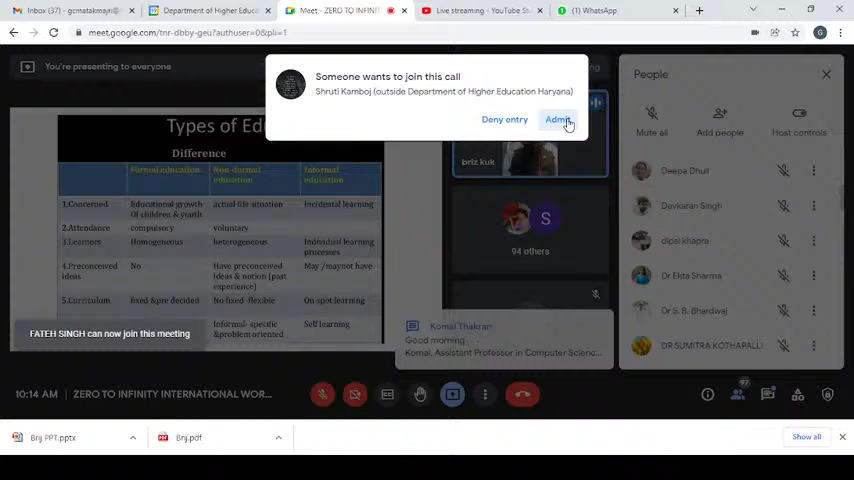 Inbox (37) - gcmatakmajri@
Department of Higher Educa
Meet - ZERO TO INFINIT
Live streaming - YouTube S
(1) WhatsApp
meet.google.com/tnr-dbby-geu?authuser=0&pli=1
G
You're presenting to everyone
Someone wants to join this call
Shruti Kamboj (outside Department of Higher Education Haryana)
Deny entry
Admit
People
Mute all
Add people
Host controls
Types of Ed
Difference
Formal education
Non-formal education
Informal education
1.Concerned
Educational growth Of children & youth
actual life situation
Incidental learning
2.Attendance
compulsory
voluntary
3.Learners
Homogeneous
heterogeneous
Individual learning processes
4.Preconceived ideas
No
Have preconceived ideas & notion (past experience)
May /maynot have
5.Curriculum
fixed &pre decided
No fixed -flexible
On spot learning
Informal- specific &problem oriented
Self learning
FATEH SINGH can now join this meeting
briz kuk
S
94 others
Komal Thakran
Good morning
Komal, Assistant Professor in Computer Scienc...
Deepa Dhull
Devkaran Singh
dipal khapra
Dr Ekta Sharma
Dr S. B. Bhardwaj
DR SUMITRA KOTHAPALLI
10:14 AM
ZERO TO INFINITY INTERNATIONAL WOR...
97
Brij PPT.pptx
Brij.pdf
Show all